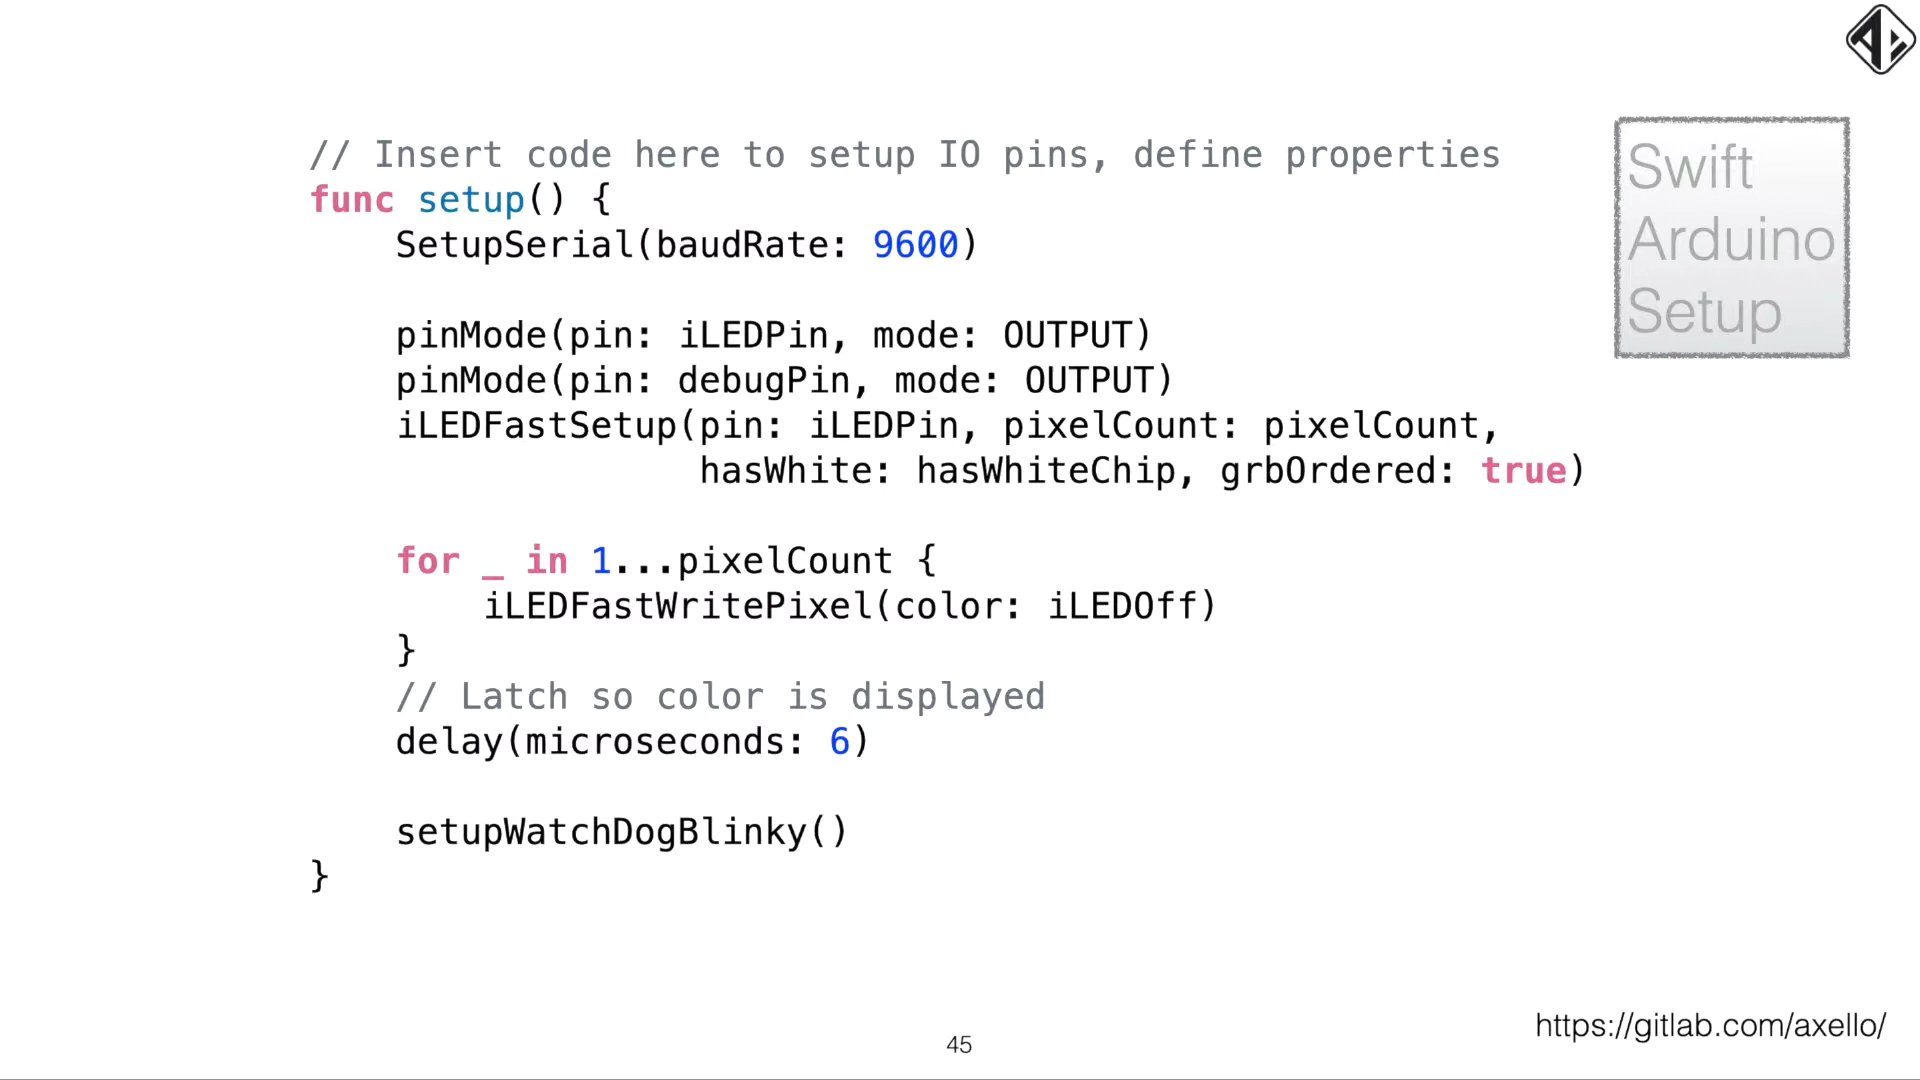 // Insert code here to setup IO pins, define properties
func setup() {
    SetupSerial(baudRate: 9600)

    pinMode(pin: iLEDPin, mode: OUTPUT)
    pinMode(pin: debugPin, mode: OUTPUT)
    iLEDFastSetup(pin: iLEDPin, pixelCount: pixelCount,
                  hasWhite: hasWhiteChip, grbOrdered: true)

    for _ in 1...pixelCount {
        iLEDFastWritePixel(color: iLEDOff)
    }
    // Latch so color is displayed
    delay(microseconds: 6)

    setupWatchDogBlinky()
}
Swift
Arduino
Setup
https://gitlab.com/axello/
45